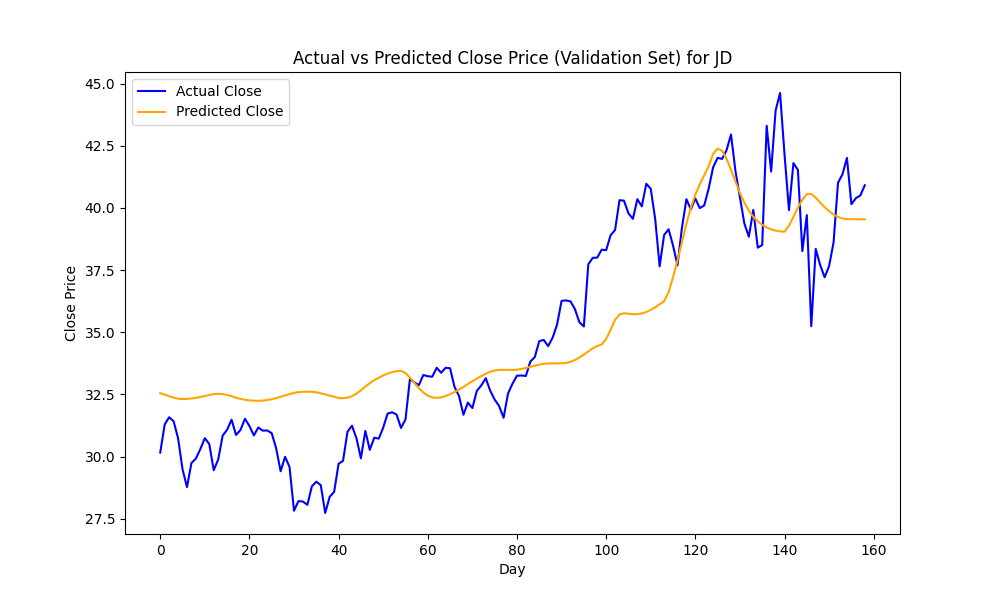 Actual vs Predicted Close Price (Validation Set) for JD
Actual Close
Predicted Close
45.0
42.5
40.0
37.5
35.0
32.5
30.0
27.5
Close Price
0 20 40 60 80 100 120 140 160
Day